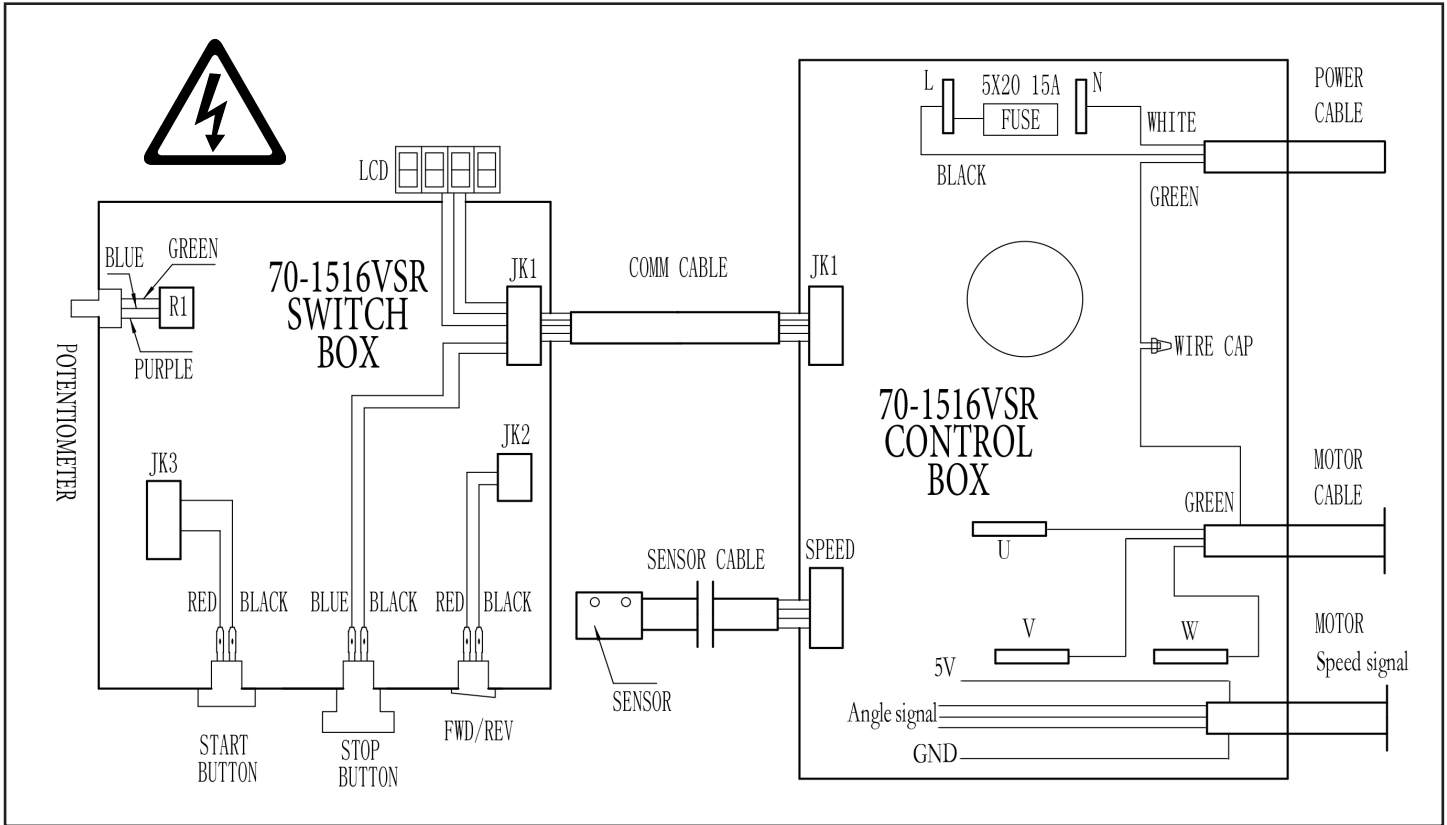 LCD
70-1516VSR
SWITCH
BOX
BLUE
GREEN
R1
PURPLE
POTENTIOMETER
JK1
JK2
JK3
RED
BLACK
BLUE
BLACK
RED
BLACK
START
BUTTON
STOP
BUTTON
FWD/REV
COMM CABLE
SENSOR CABLE
SENSOR
JK1
SPEED
70-1516VSR
CONTROL
BOX
L
5X20 15A
FUSE
N
WHITE
BLACK
GREEN
POWER
CABLE
WIRE CAP
GREEN
MOTOR
CABLE
U
V
W
MOTOR
Speed signal
5V
Angle signal
GND